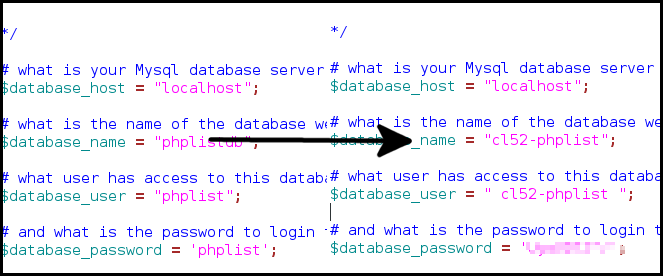 */
# what is your Mysql database server
$database_host = "localhost";
# what is the name of the database we
$database_name = "phplistdb";
# what user has access to this databa
$database_user = "phplist";
# and what is the password to login
$database_password = 'phplist';
*/
# what is your Mysql database server
$database_host = "localhost";
# what is the name of the database we
$database_name = "cl52-phplist";
# what user has access to this databa
$database_user = " cl52-phplist ";
# and what is the password to login t
$database_password = '